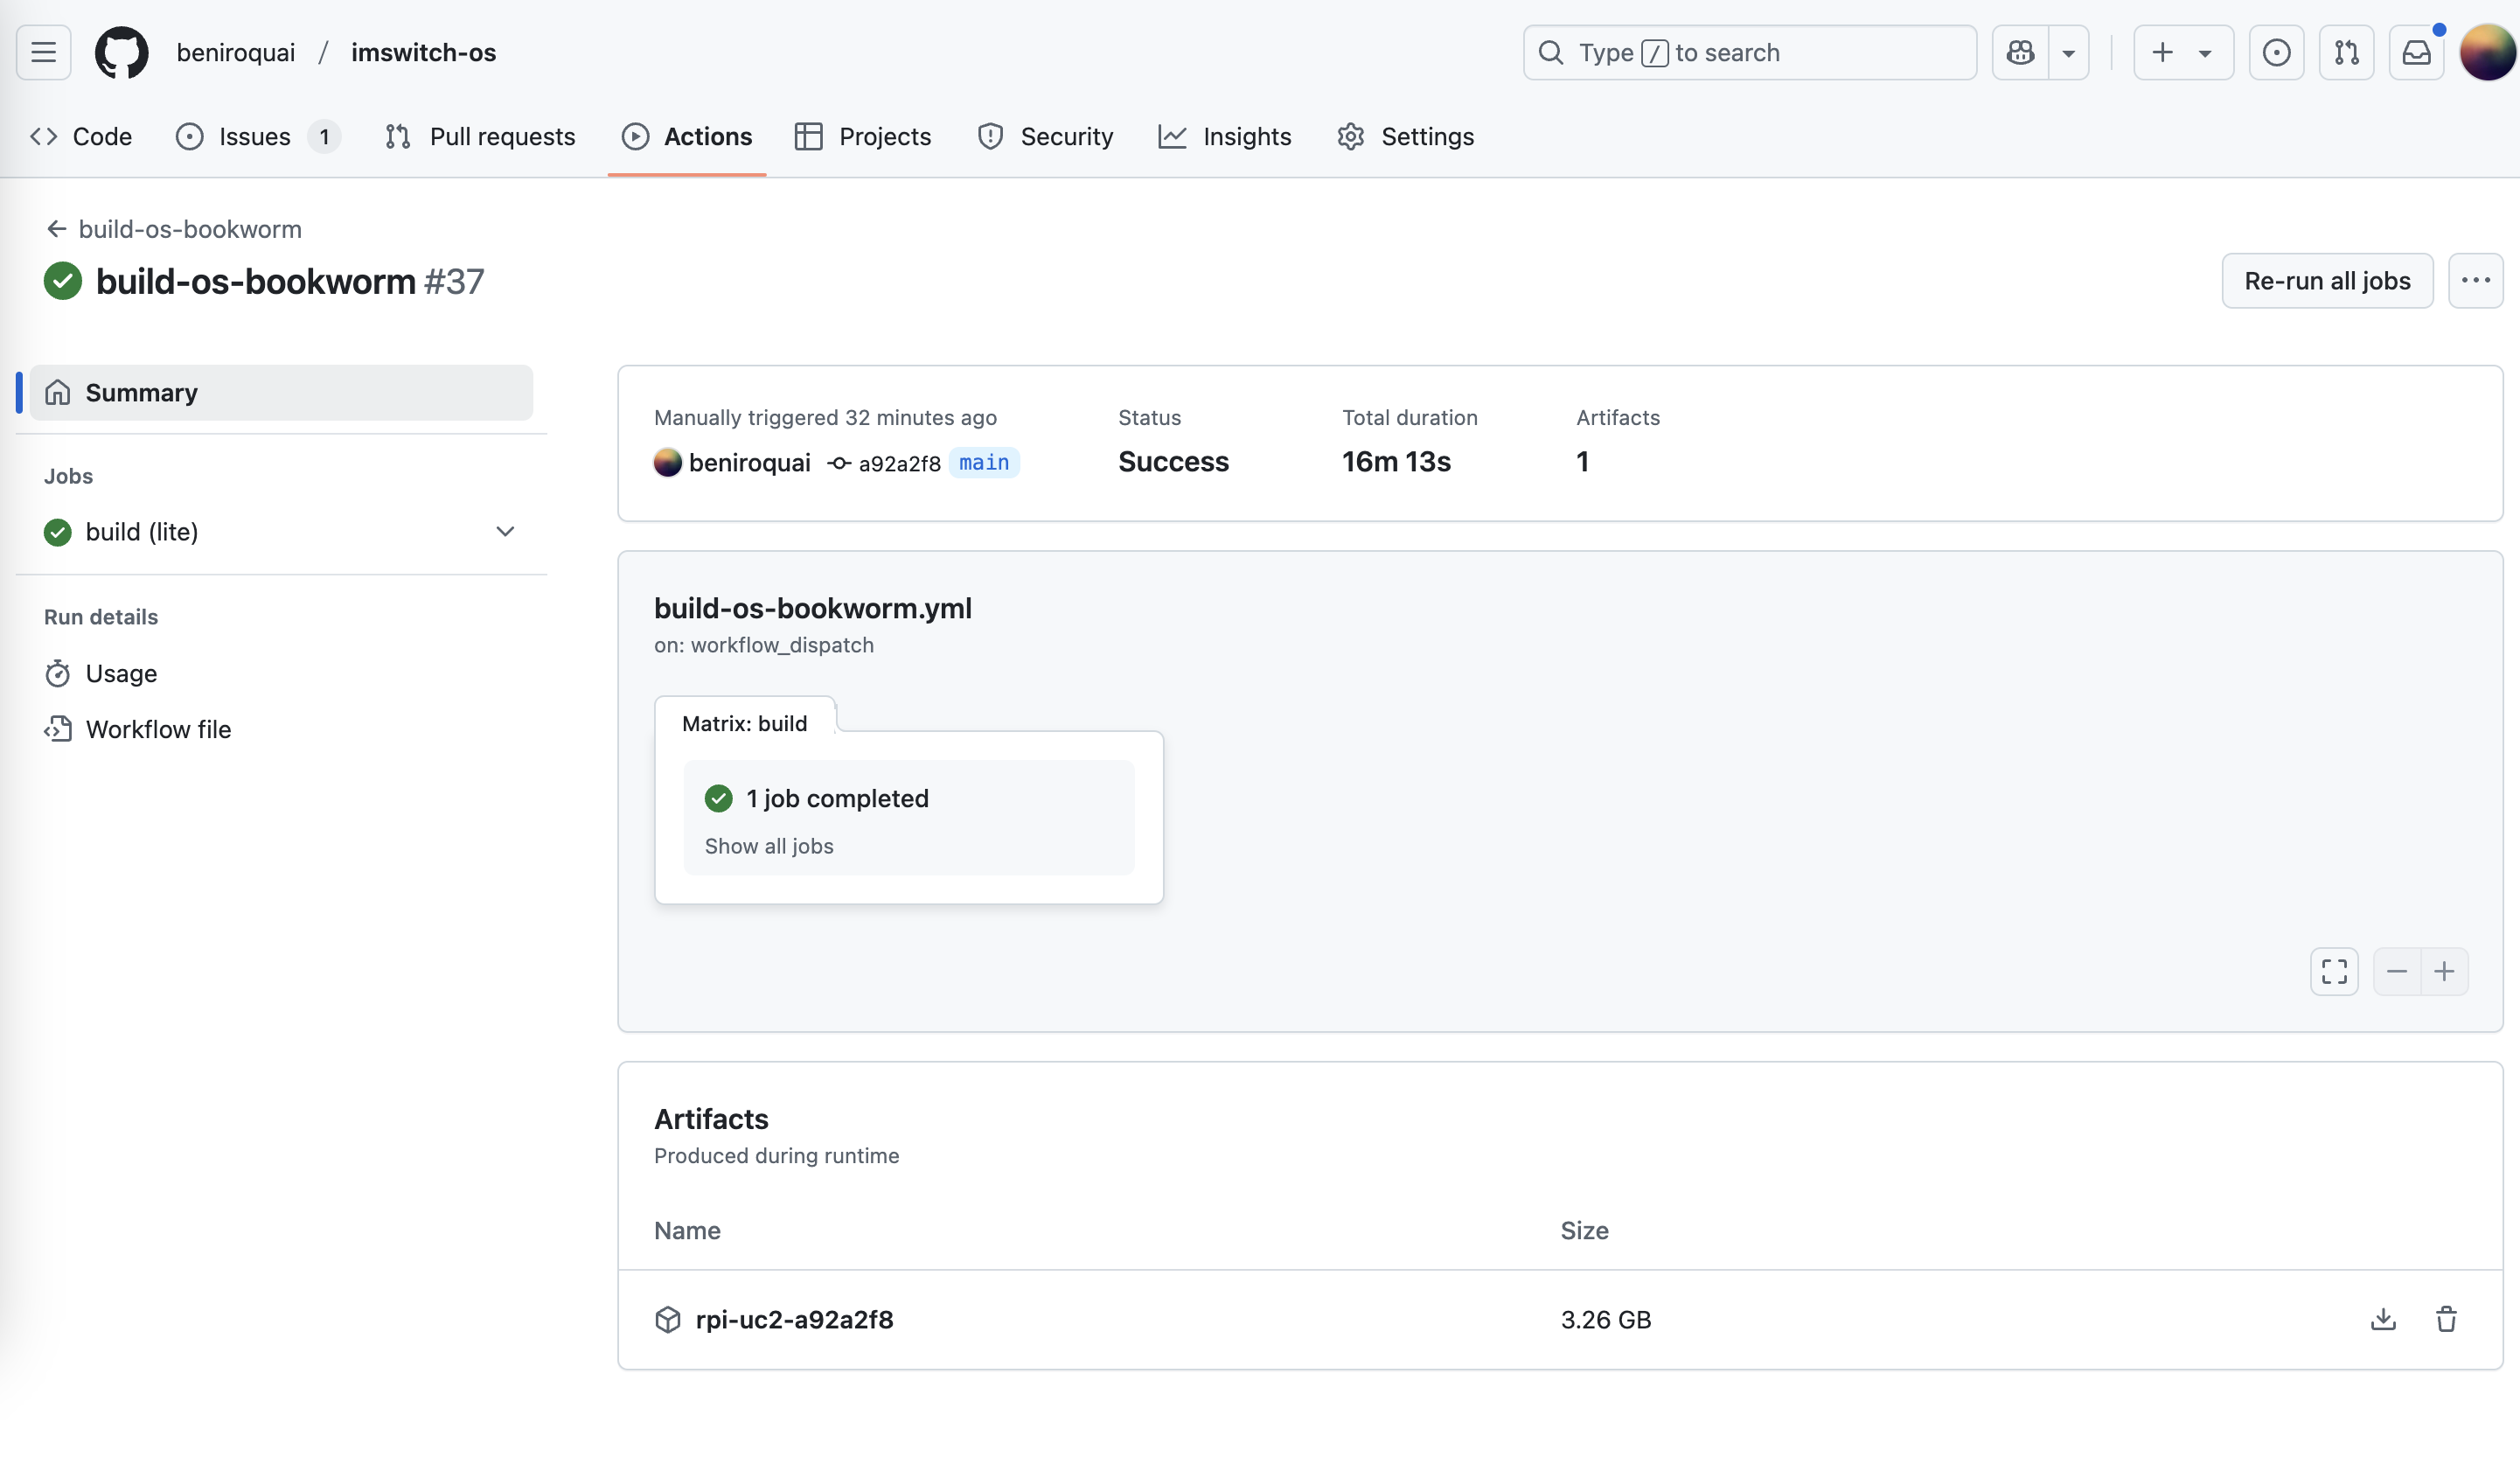 beniroquai / imswitch-os
Type / to search
Code
Issues 1
Pull requests
Actions
Projects
Security
Insights
Settings
build-os-bookworm
build-os-bookworm #37
Re-run all jobs
Summary
Jobs
build (lite)
Run details
Usage
Workflow file
Manually triggered 32 minutes ago
beniroquai a92a2f8 main
Status
Success
Total duration
16m 13s
Artifacts
1
build-os-bookworm.yml
on: workflow_dispatch
Matrix: build
1 job completed
Show all jobs
Artifacts
Produced during runtime
Name Size
rpi-uc2-a92a2f8 3.26 GB